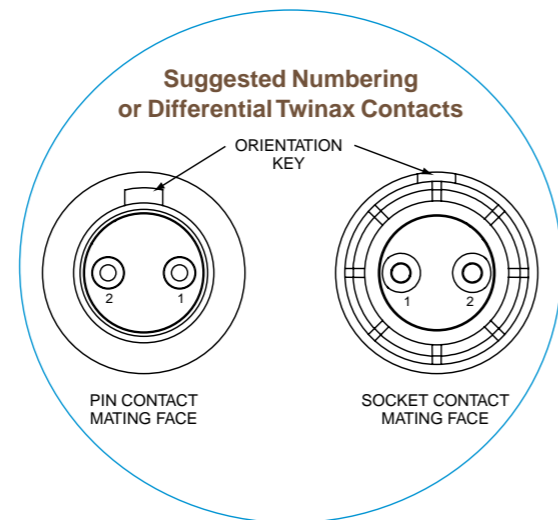 Suggested Numbering
or Differential Twinax Contacts
ORIENTATION
KEY
2
1
1
2
PIN CONTACT
MATING FACE
SOCKET CONTACT
MATING FACE